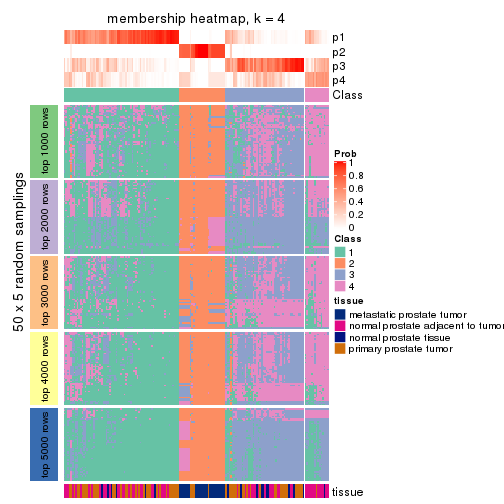 membership heatmap, k = 4
p1
p2
p3
p4
Class
50 x 5 random samplings
top 1000 rows
top 2000 rows
top 3000 rows
top 4000 rows
top 5000 rows
tissue
Prob
1
0.8
0.6
0.4
0.2
0
Class
1
2
3
4
tissue
metastatic prostate tumor
normal prostate adjacent to tumor
normal prostate tissue
primary prostate tumor